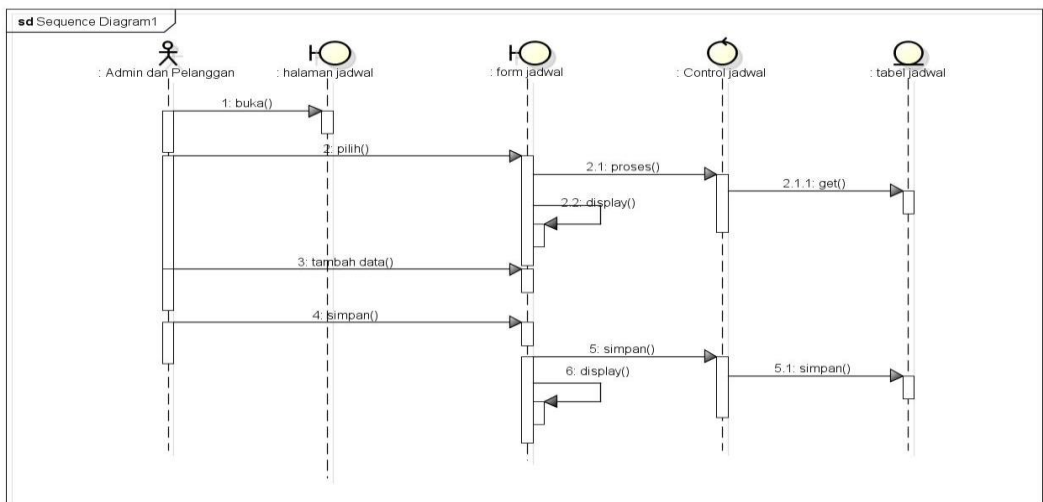 sd Sequence Diagram1
: Admin dan Pelanggan
: halaman jadwal
: form jadwal
: Control jadwal
: tabel jadwal
1: buka()
2: pilih()
2.1: proses()
2.1.1: get()
2.2: display()
3: tambah data()
4: simpan()
5: simpan()
6: display()
5.1: simpan()